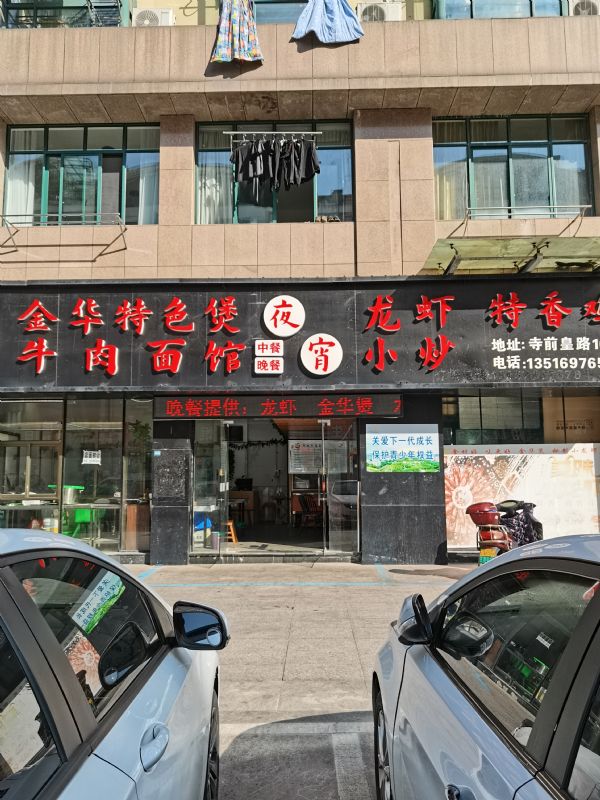 金华特色煲
牛肉面馆
夜宵
中餐
晚餐
龙虾
小炒
特香
地址: 寺前皇路1
电话: 13516976
晚餐提供: 龙虾 金华煲
关爱下一代成长
保护青少年权益